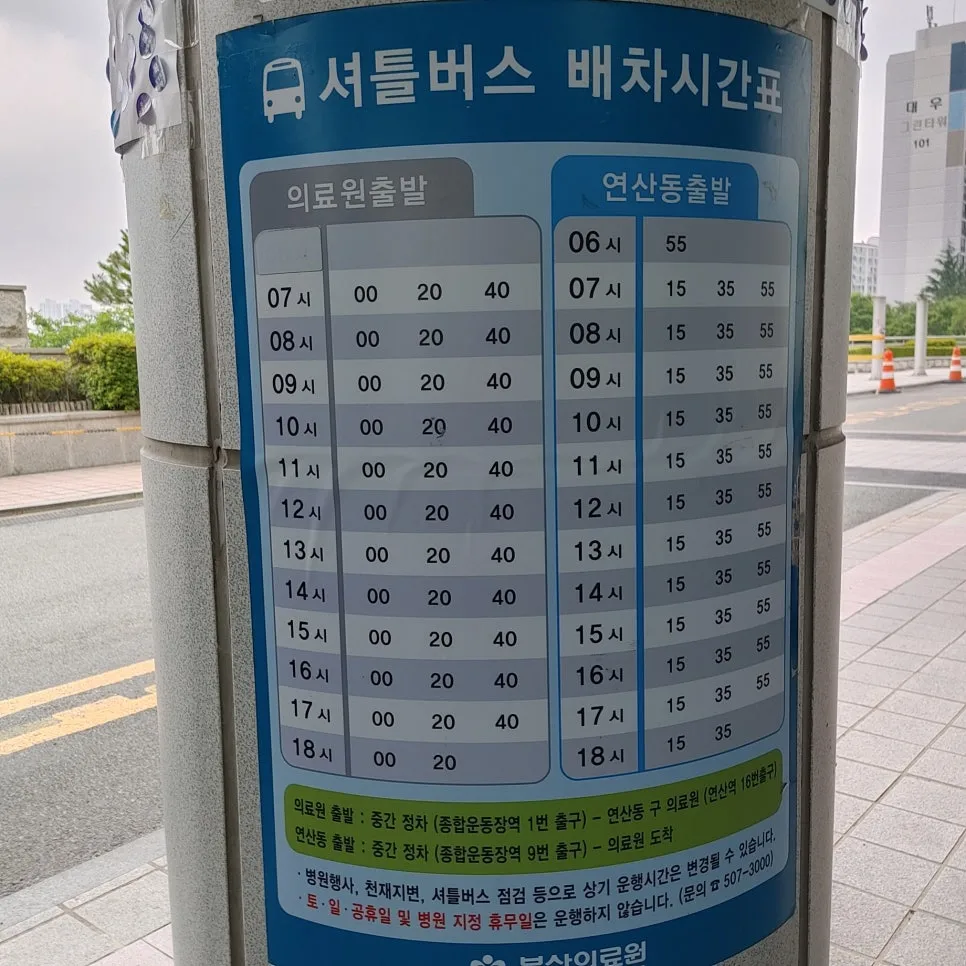 셔틀버스 배차시간표
의료원출발
07시 00 20 40
08시 00 20 40
09시 00 20 40
10시 00 20 40
11시 00 20 40
12시 00 20 40
13시 00 20 40
14시 00 20 40
15시 00 20 40
16시 00 20 40
17시 00 20 40
18시 00 20
연산동출발
06시 55
07시 15 35 55
08시 15 35 55
09시 15 35 55
10시 15 35 55
11시 15 35 55
12시 15 35 55
13시 15 35 55
14시 15 35 55
15시 15 35 55
16시 15 35 55
17시 15 35 55
18시 15 35
의료원 출발 : 중간 정차 (종합운동장역 1번 출구) - 연산동 구 의료원 (연산역 16번출구)
연산동 출발 : 중간 정차 (종합운동장역 9번 출구) - 의료원 도착
· 병원행사, 천재지변, 셔틀버스 점검 등으로 상기 운행시간은 변경될 수 있습니다.
· 토·일·공휴일 및 병원 지정 휴무일은 운행하지 않습니다. (문의 ☎ 507-3000)
부산의료원
대우
그린타워
101